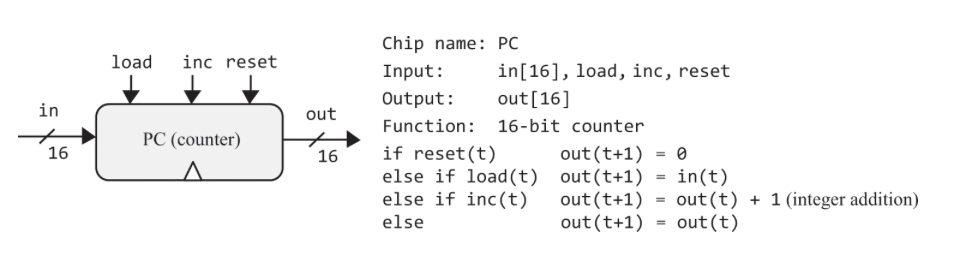 load inc reset
in
out
16
PC (counter)
16
Chip name: PC
Input: in[16], load, inc, reset
Output: out[16]
Function: 16-bit counter
if reset(t) out(t+1) = 0
else if load(t) out(t+1) = in(t)
else if inc(t) out(t+1) = out(t) + 1 (integer addition)
else out(t+1) = out(t)